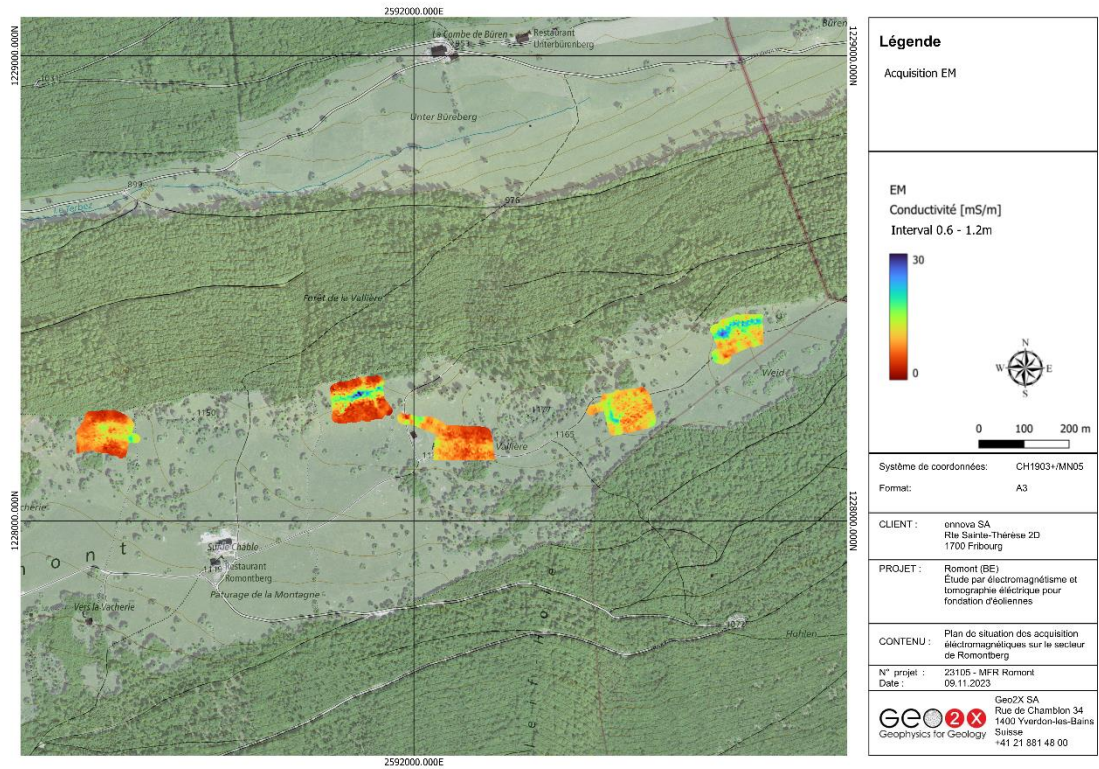 2592000.000E
1229000.000N
1229000.000N
La Combe de Büren
951
Restaurant
Unterbürenberg
Büren
Unter Büreberg
899
976
Forêt de la Vallière
Weid
1150
1177
1165
Vallière
1228000.000N
1228000.000N
Restaurant
Romontberg
Pâturage de la Montagne
Vers la Vacherie
m o n t
1072
Huhlen
2592000.000E
Légende
Acquisition EM
EM
Conductivité [mS/m]
Interval 0.6 - 1.2m
30
0
N
W E
S
0 100 200 m
Système de coordonnées: CH1903+/MN05
Format: A3
CLIENT : ennova SA
Rte Sainte-Thérèse 2D
1700 Fribourg
PROJET : Romont (BE)
Étude par électromagnétisme et
tomographie électrique pour
fondation d'éoliennes
CONTENU : Plan de situation des acquisition
éléctromagnétiques sur le secteur
de Romontberg
N° projet : 23105 - MFR Romont
Date : 09.11.2023
GEO2X
Geophysics for Geology
Geo2X SA
Rue de Chamblon 34
1400 Yverdon-les-Bains
Suisse
+41 21 881 48 00